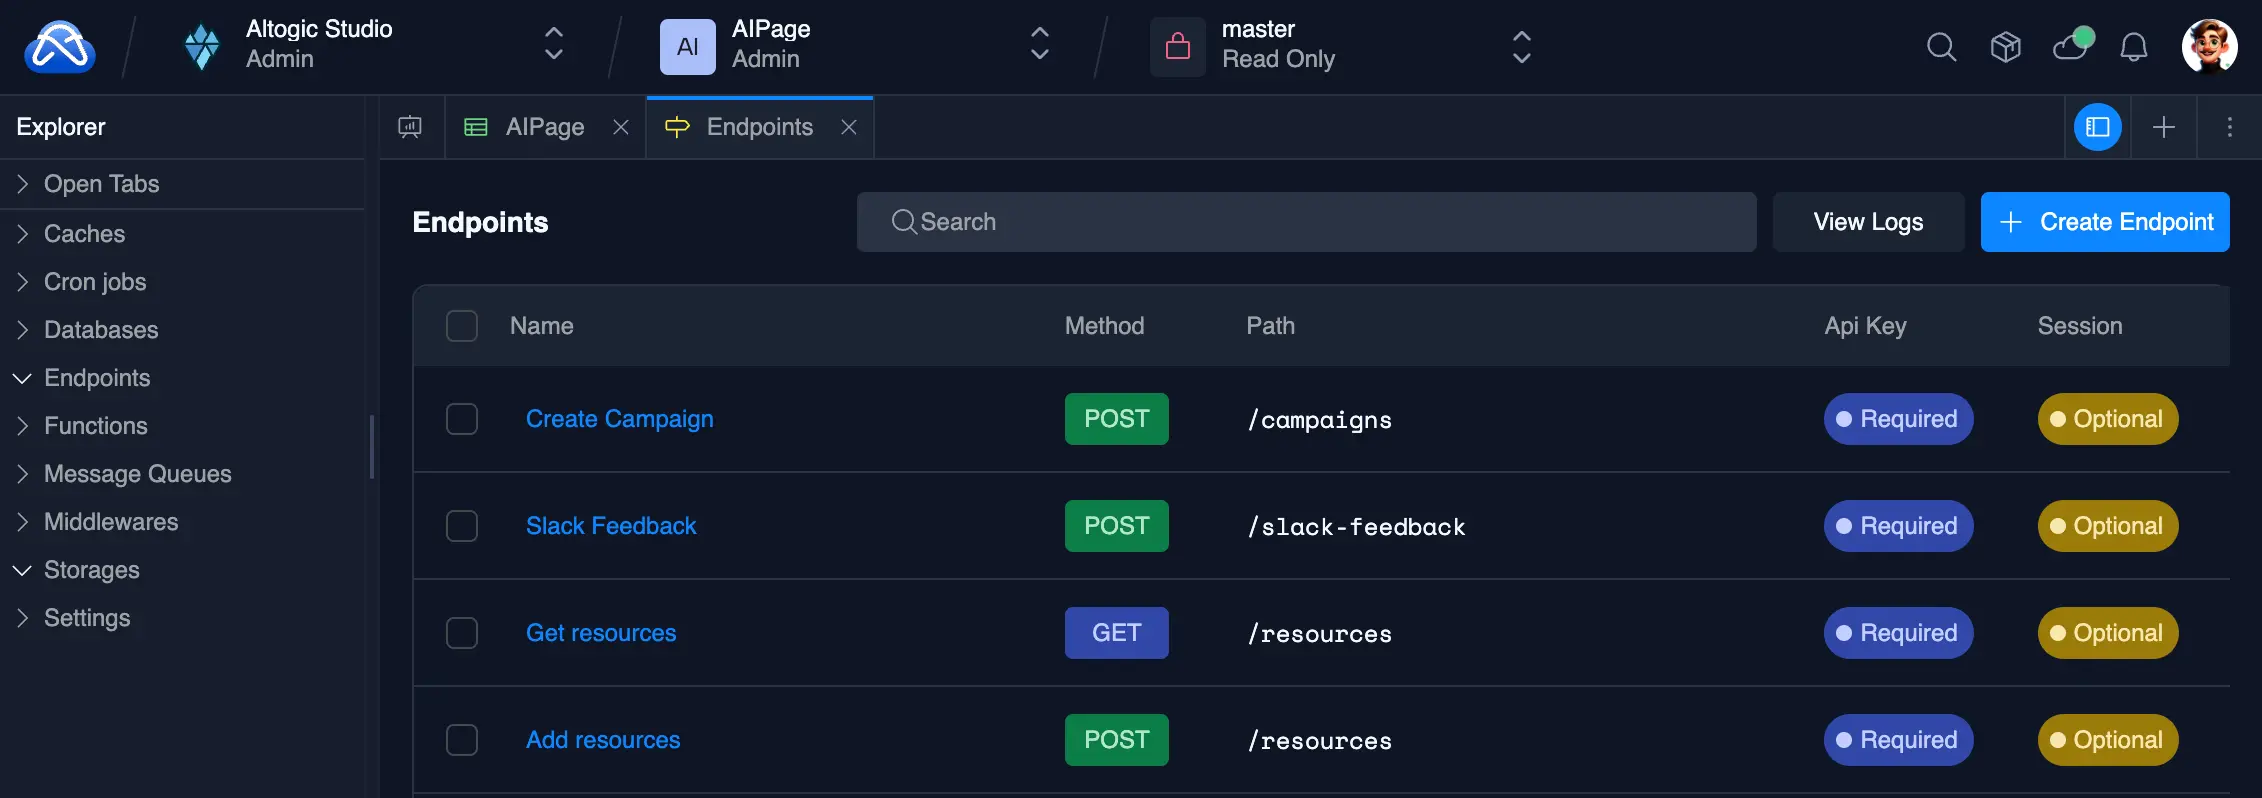 Altogic Studio
Admin
AI
AIPage
Admin
master
Read Only
Explorer
AIPage
Endpoints
Open Tabs
Caches
Cron jobs
Databases
Endpoints
Functions
Message Queues
Middlewares
Storages
Settings
Endpoints
Search
View Logs
Create Endpoint
Name Method Path Api Key Session
Create Campaign POST /campaigns Required Optional
Slack Feedback POST /slack-feedback Required Optional
Get resources GET /resources Required Optional
Add resources POST /resources Required Optional